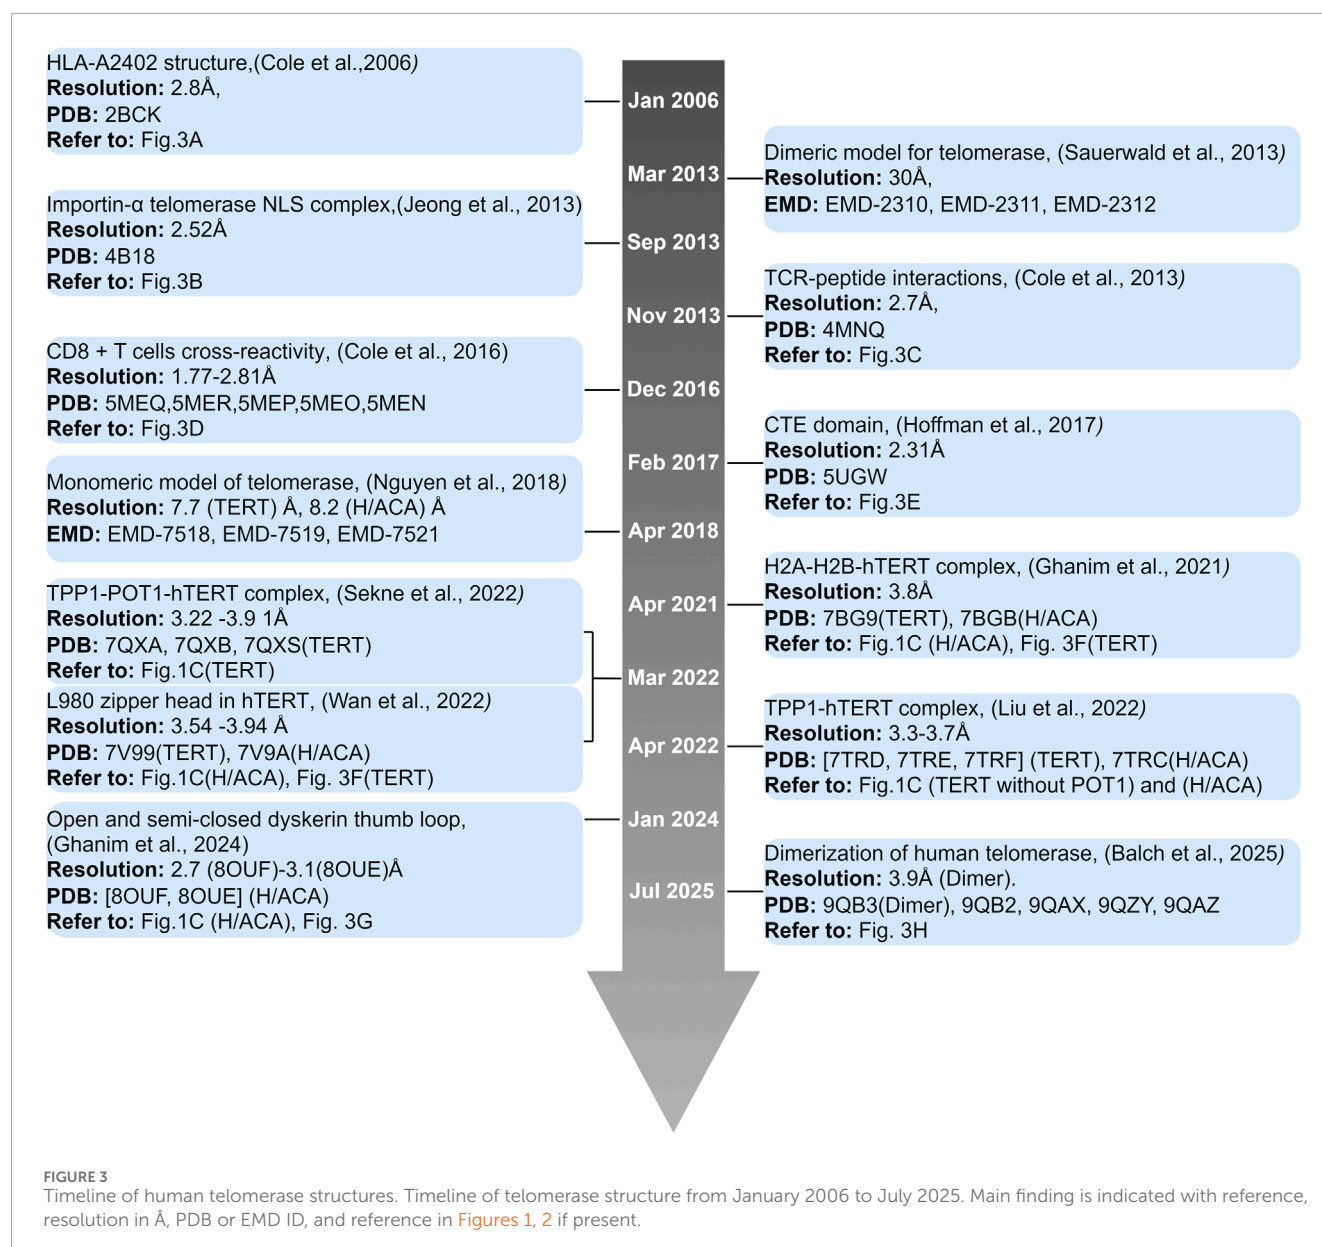 HLA-A2402 structure,(Cole et al.,2006)
Resolution: 2.8Å,
PDB: 2BCK
Refer to: Fig.3A
Jan 2006
Mar 2013
Dimeric model for telomerase, (Sauerwald et al., 2013)
Resolution: 30Å,
EMD: EMD-2310, EMD-2311, EMD-2312
Importin-α telomerase NLS complex,(Jeong et al., 2013)
Resolution: 2.52Å
PDB: 4B18
Refer to: Fig.3B
Sep 2013
Nov 2013
TCR-peptide interactions, (Cole et al., 2013)
Resolution: 2.7Å,
PDB: 4MNQ
Refer to: Fig.3C
CD8 + T cells cross-reactivity, (Cole et al., 2016)
Resolution: 1.77-2.81Å
PDB: 5MEQ,5MER,5MEP,5MEO,5MEN
Refer to: Fig.3D
Dec 2016
Feb 2017
CTE domain, (Hoffman et al., 2017)
Resolution: 2.31Å
PDB: 5UGW
Refer to: Fig.3E
Monomeric model of telomerase, (Nguyen et al., 2018)
Resolution: 7.7 (TERT) Å, 8.2 (H/ACA) Å
EMD: EMD-7518, EMD-7519, EMD-7521
Apr 2018
Apr 2021
H2A-H2B-hTERT complex, (Ghanim et al., 2021)
Resolution: 3.8Å
PDB: 7BG9(TERT), 7BGB(H/ACA)
Refer to: Fig.1C (H/ACA), Fig. 3F(TERT)
TPP1-POT1-hTERT complex, (Sekne et al., 2022)
Resolution: 3.22 -3.9 1Å
PDB: 7QXA, 7QXB, 7QXS(TERT)
Refer to: Fig.1C(TERT)
L980 zipper head in hTERT, (Wan et al., 2022)
Resolution: 3.54 -3.94 Å
PDB: 7V99(TERT), 7V9A(H/ACA)
Refer to: Fig.1C(H/ACA), Fig. 3F(TERT)
Mar 2022
Apr 2022
TPP1-hTERT complex, (Liu et al., 2022)
Resolution: 3.3-3.7Å
PDB: [7TRD, 7TRE, 7TRF] (TERT), 7TRC(H/ACA)
Refer to: Fig.1C (TERT without POT1) and (H/ACA)
Open and semi-closed dyskerin thumb loop,
(Ghanim et al., 2024)
Resolution: 2.7 (8OUF)-3.1(8OUE)Å
PDB: [8OUF, 8OUE] (H/ACA)
Refer to: Fig.1C (H/ACA), Fig. 3G
Jan 2024
Jul 2025
Dimerization of human telomerase, (Balch et al., 2025)
Resolution: 3.9Å (Dimer).
PDB: 9QB3(Dimer), 9QB2, 9QAX, 9QZY, 9QAZ
Refer to: Fig. 3H
FIGURE 3
Timeline of human telomerase structures. Timeline of telomerase structure from January 2006 to July 2025. Main finding is indicated with reference,
resolution in Å, PDB or EMD ID, and reference in Figures 1, 2 if present.